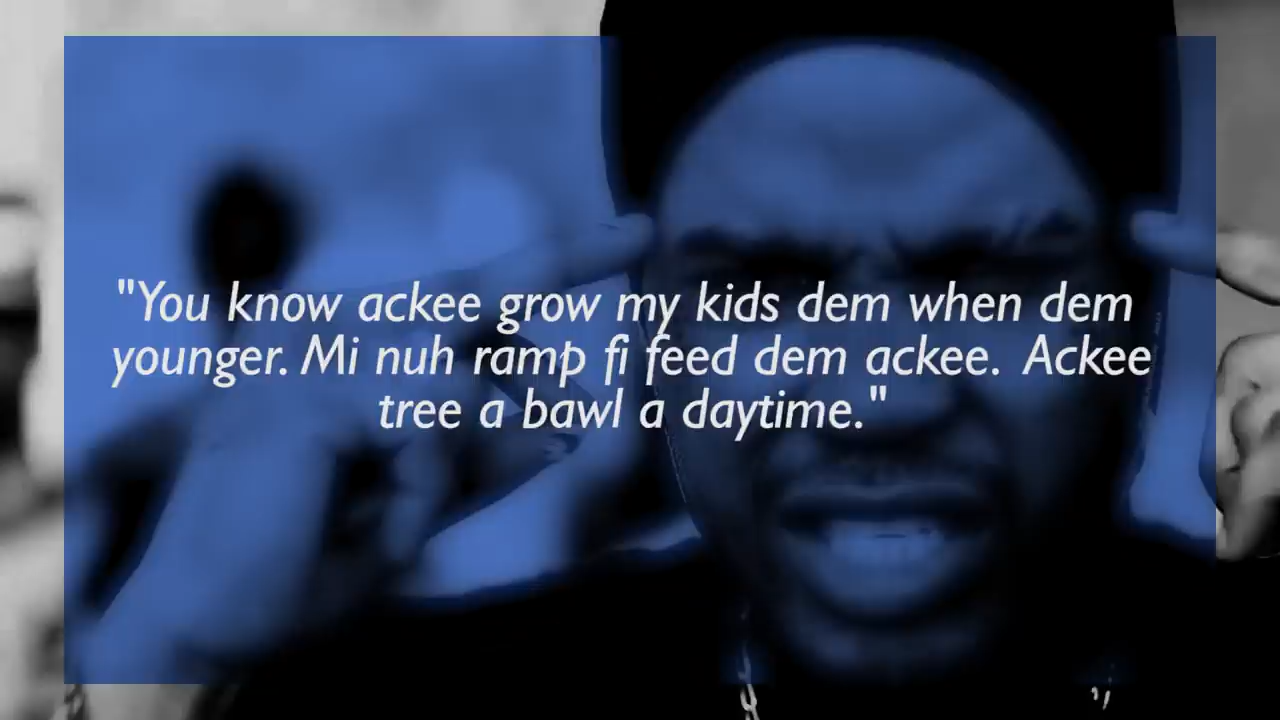 "You know ackee grow my kids dem when dem
younger. Mi nuh ramp fi feed dem ackee.  Ackee
tree a bawl a daytime."